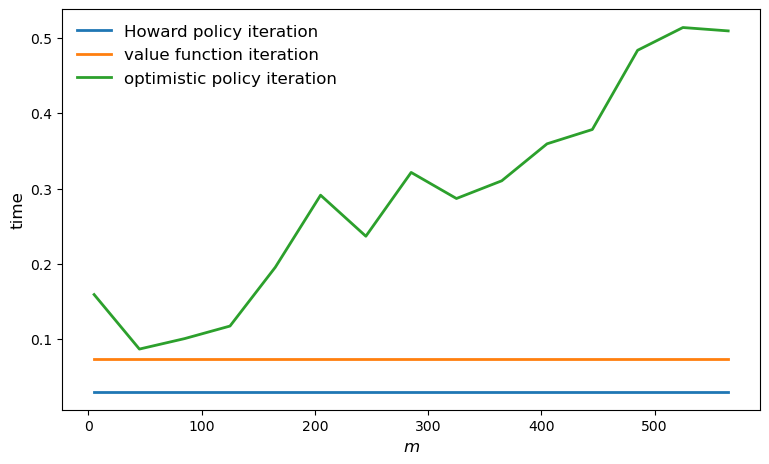 Howard policy iteration
value function iteration
optimistic policy iteration
0.5
0.4
0.3
0.2
0.1
time
0 100 200 300 400 500
m